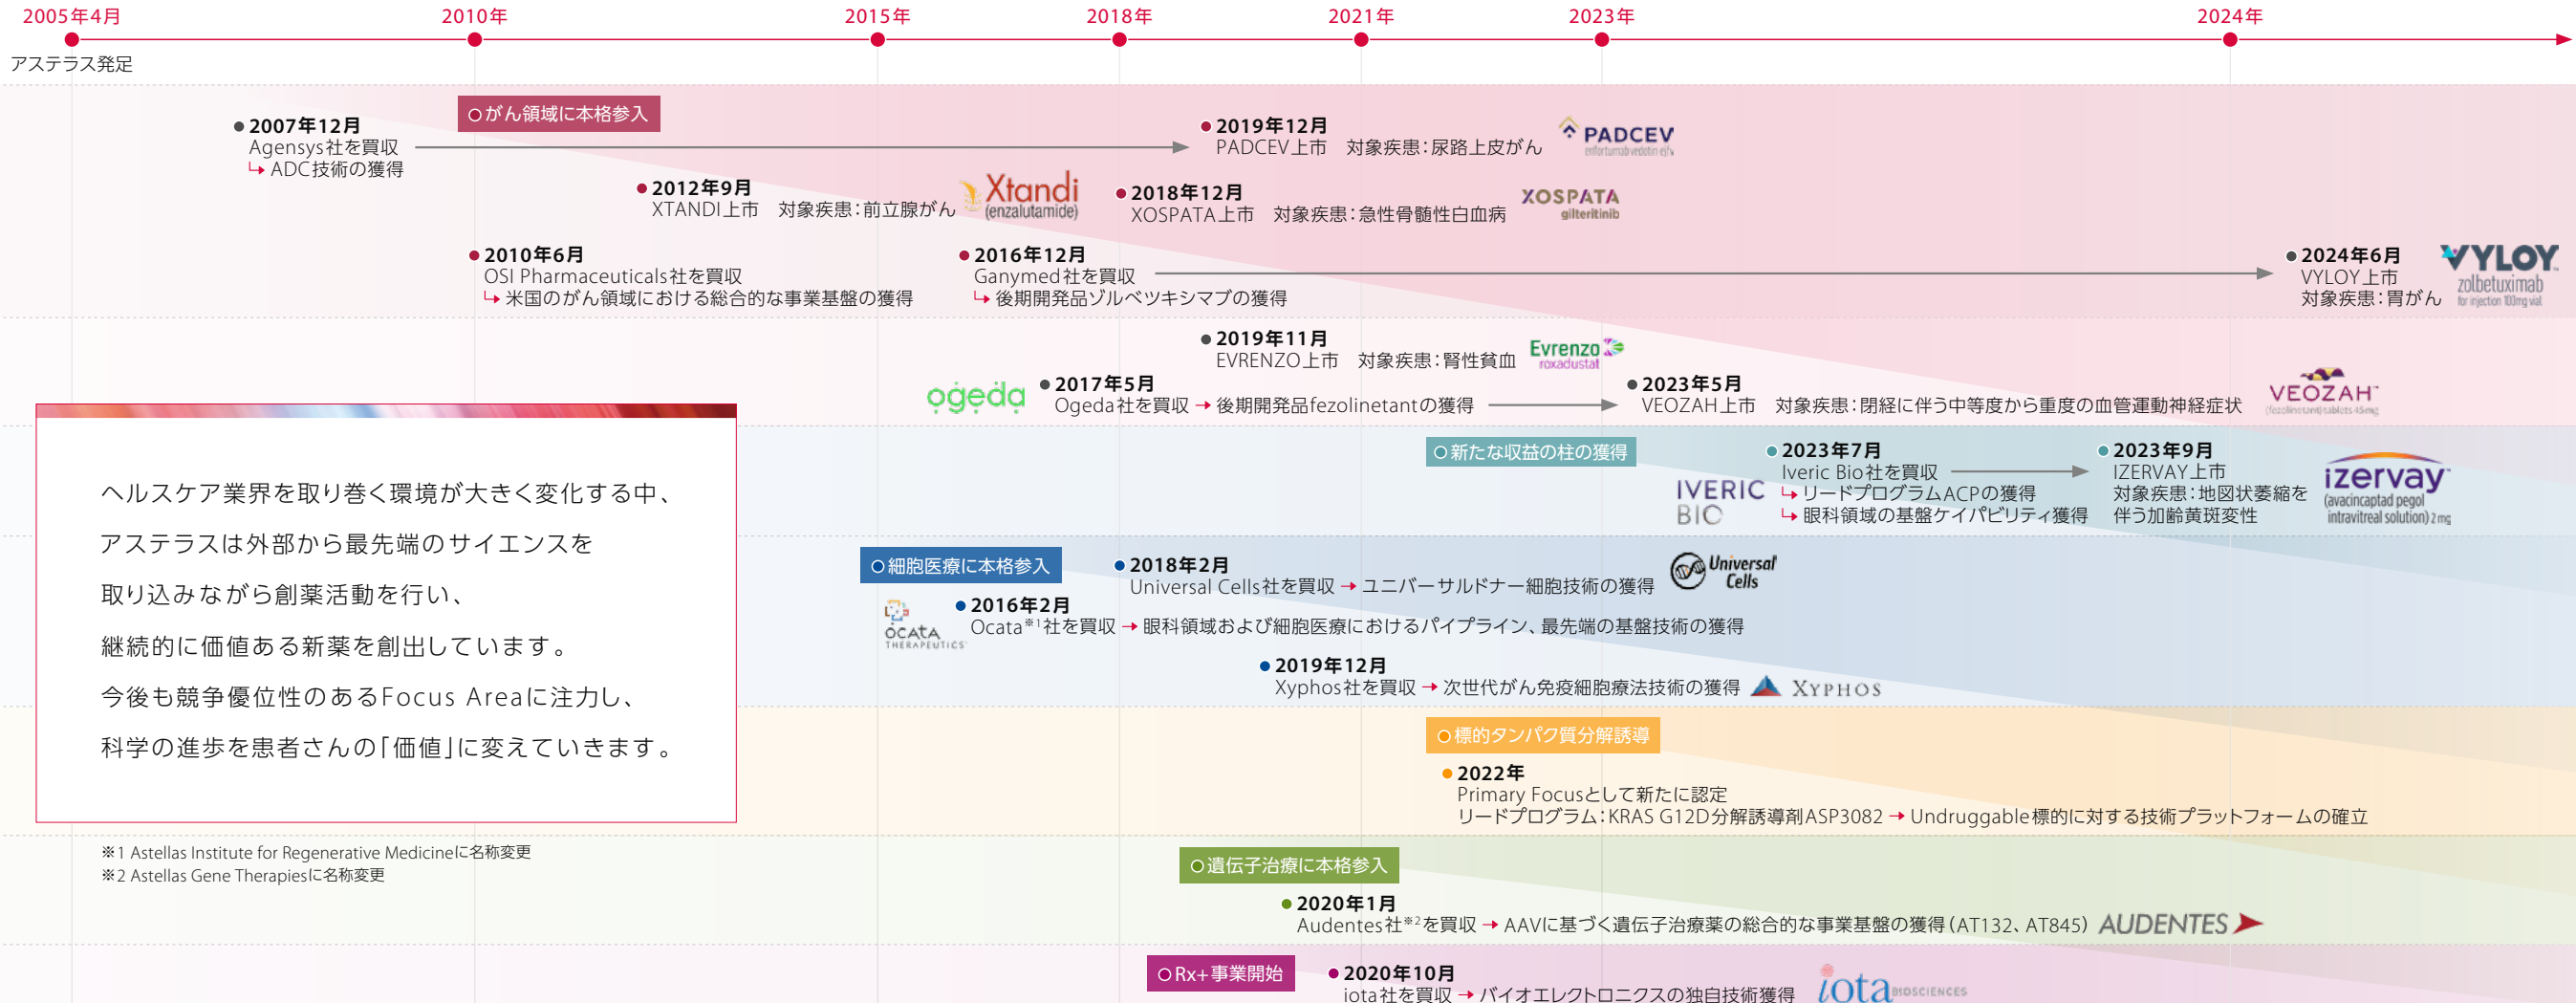 2005年4月
2010年
2015年
2018年
2021年
2023年
2024年
アステラス発足
がん領域に本格参入
2007年12月
Agensys社を買収
↳ ADC技術の獲得
2019年12月
PADCEV上市　対象疾患：尿路上皮がん
PADCEV
enfortumab vedotin-ejfv
2012年9月
XTANDI上市　対象疾患：前立腺がん
Xtandi
(enzalutamide)
2018年12月
XOSPATA上市　対象疾患：急性骨髄性白血病
XOSPATA
gilteritinib
2010年6月
OSI Pharmaceuticals社を買収
↳ 米国のがん領域における総合的な事業基盤の獲得
2016年12月
Ganymed社を買収
↳ 後期開発品ゾルベツキシマブの獲得
2024年6月
VYLOY上市
対象疾患：胃がん
VYLOY™
zolbetuximab
for injection 100mg vial
2019年11月
EVRENZO上市　対象疾患：腎性貧血
Evrenzo
roxadustat
ogeda
2017年5月
Ogeda社を買収 → 後期開発品fezolinetantの獲得
2023年5月
VEOZAH上市　対象疾患：閉経に伴う中等度から重度の血管運動神経症状
VEOZAH™
(fezolinetant) tablets 45mg
新たな収益の柱の獲得
IVERIC
BIO
2023年7月
Iveric Bio社を買収
↳ リードプログラムACPの獲得
↳ 眼科領域の基盤ケイパビリティ獲得
2023年9月
IZERVAY上市
対象疾患：地図状萎縮を
伴う加齢黄斑変性
izervay™
(avacincaptad pegol
intravitreal solution) 2 mg
ヘルスケア業界を取り巻く環境が大きく変化する中、
アステラスは外部から最先端のサイエンスを
取り込みながら創薬活動を行い、
継続的に価値ある新薬を創出しています。
今後も競争優位性のあるFocus Areaに注力し、
科学の進歩を患者さんの「価値」に変えていきます。
細胞医療に本格参入
2018年2月
Universal Cells社を買収 → ユニバーサルドナー細胞技術の獲得
Universal
Cells
OCATA
THERAPEUTICS
2016年2月
Ocata※1社を買収 → 眼科領域および細胞医療におけるパイプライン、最先端の基盤技術の獲得
2019年12月
Xyphos社を買収 → 次世代がん免疫細胞療法技術の獲得
XYPHOS
標的タンパク質分解誘導
2022年
Primary Focusとして新たに認定
リードプログラム：KRAS G12D分解誘導剤ASP3082 → Undruggable標的に対する技術プラットフォームの確立
※1 Astellas Institute for Regenerative Medicineに名称変更
※2 Astellas Gene Therapiesに名称変更
遺伝子治療に本格参入
2020年1月
Audentes社※2を買収 → AAVに基づく遺伝子治療薬の総合的な事業基盤の獲得（AT132、AT845）
AUDENTES
Rx+事業開始
2020年10月
iota社を買収 → バイオエレクトロニクスの独自技術獲得
iota BIOSCIENCES